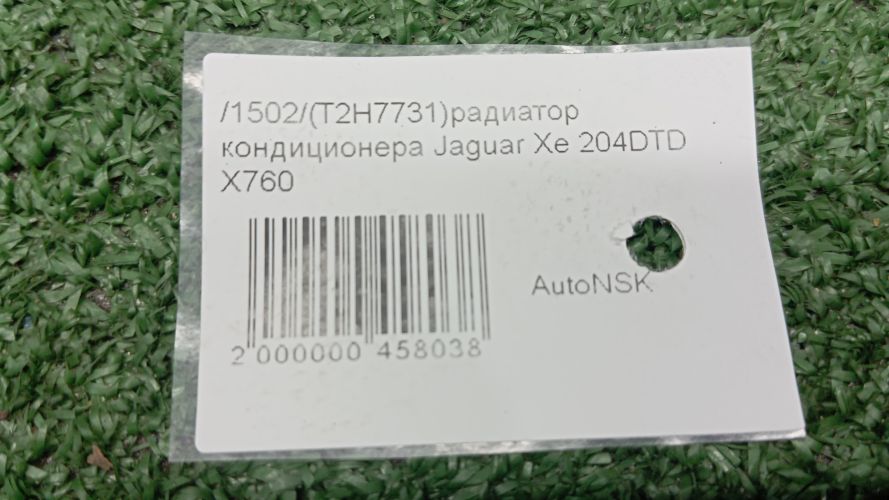 /1502/(T2H7731)радиатор
кондиционера Jaguar Xe 204DTD
X760
AutoNSK
2 000000 458038